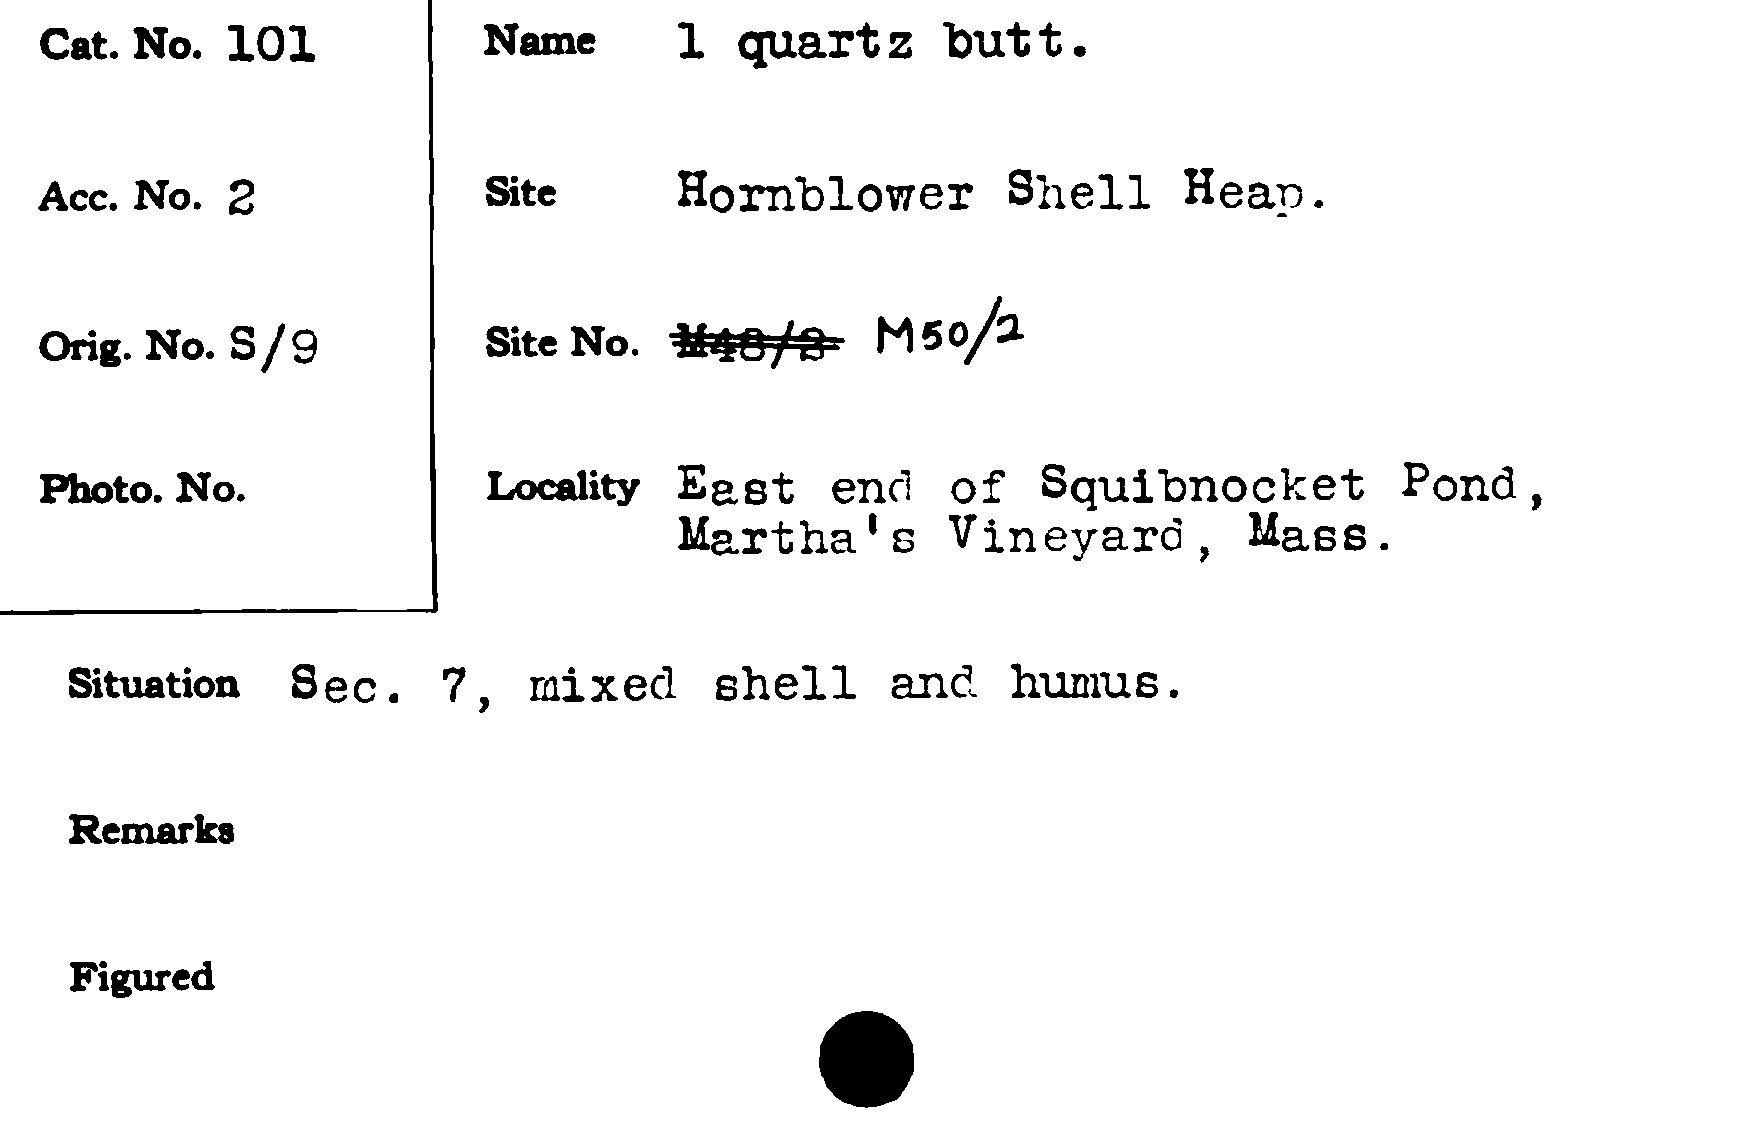 Cat. No. 101
Name 1 quartz butt.
Acc. No. 2
Site Hornblower Shell Heap.
Orig. No. S/9
Site No. M48/2 M50/2
Photo. No.
Locality East end of Squibnocket Pond,
Martha's Vineyard, Mass.
Situation Sec. 7, mixed shell and humus.
Remarks
Figured